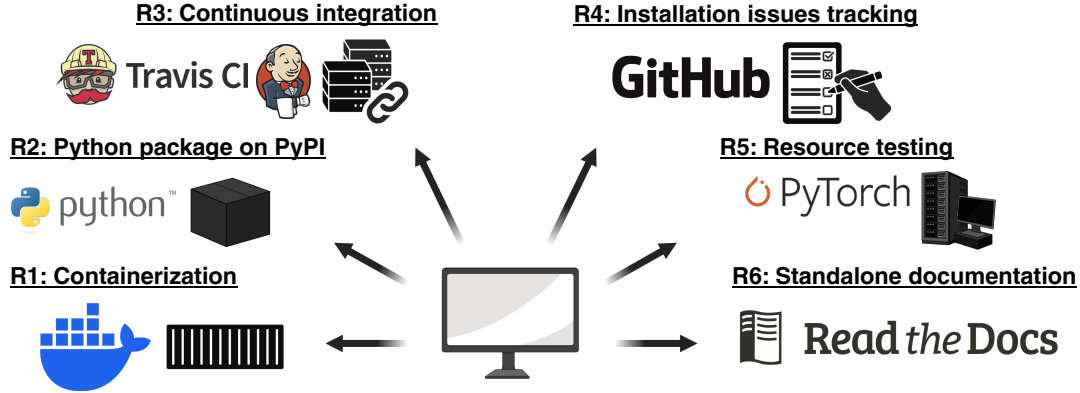 R3: Continuous integration
R4: Installation issues tracking
T
Travis CI
GitHub
R2: Python package on PyPI
R5: Resource testing
python™
PyTorch
R1: Containerization
R6: Standalone documentation
Read the Docs